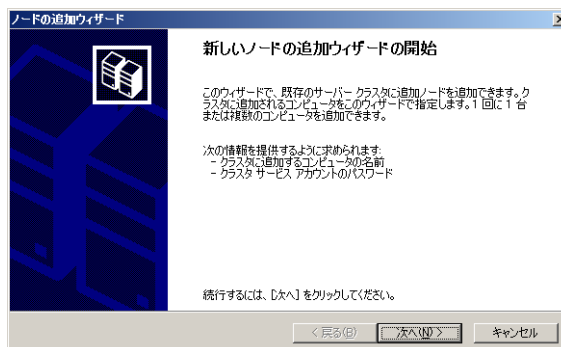 ノードの追加ウィザード
新しいノードの追加ウィザードの開始
このウィザードで、既存のサーバー クラスタに追加ノードを追加できます。ク
ラスタに追加されるコンピュータをこのウィザードで指定します。1 回に 1 台
または複数のコンピュータを追加できます。
次の情報を提供するように求められます:
- クラスタに追加するコンピュータの名前
- クラスタ サービス アカウントのパスワード
続行するには、[次へ] をクリックしてください。
< 戻る(B)
次へ(N) >
キャンセル